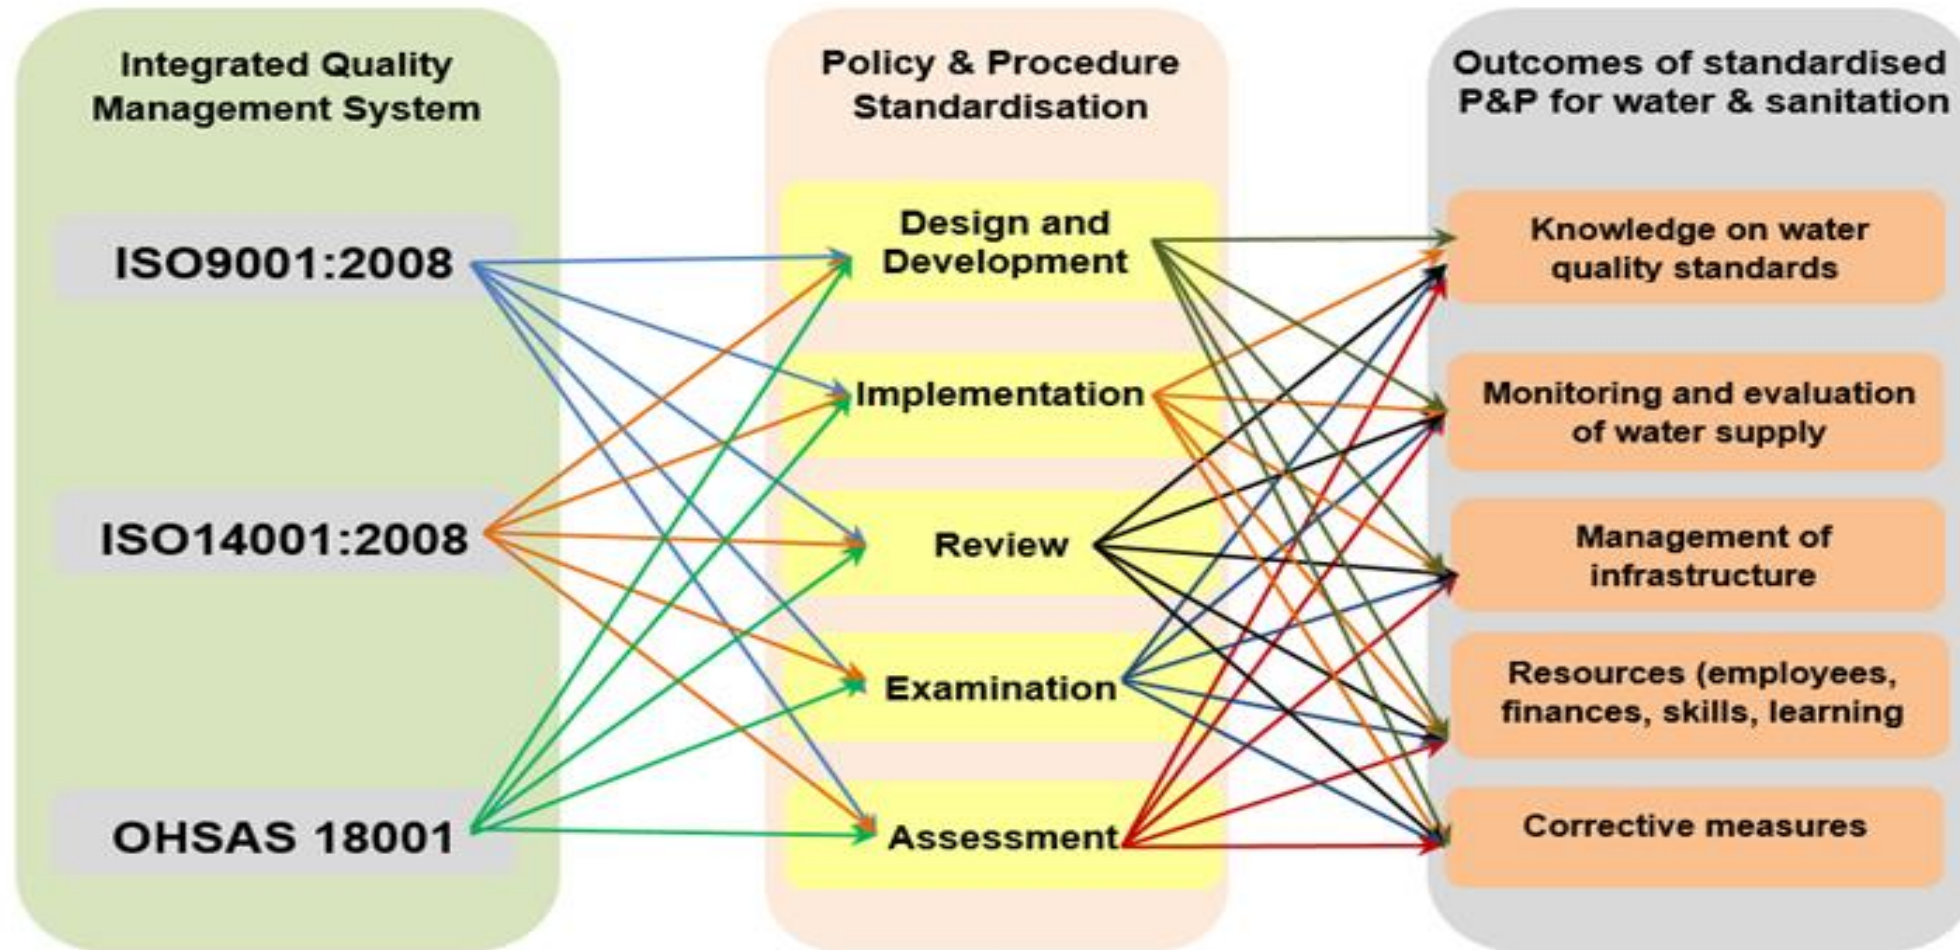 Integrated Quality
Management System
ISO9001:2008
ISO14001:2008
OHSAS 18001
Policy & Procedure
Standardisation
Design and
Development
Implementation
Review
Examination
Assessment
Outcomes of standardised
P&P for water & sanitation
Knowledge on water
quality standards
Monitoring and evaluation
of water supply
Management of
infrastructure
Resources (employees,
finances, skills, learning
Corrective measures